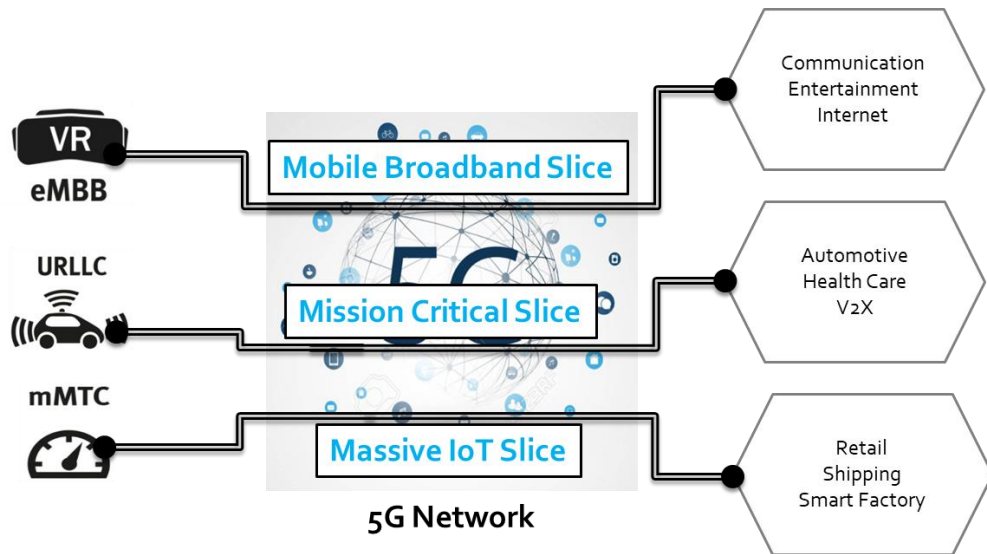 VR
eMBB
Mobile Broadband Slice
Communication
Entertainment
Internet
URLLC
5G
Mission Critical Slice
Automotive
Health Care
V2X
mMTC
Massive IoT Slice
Retail
Shipping
Smart Factory
5G Network